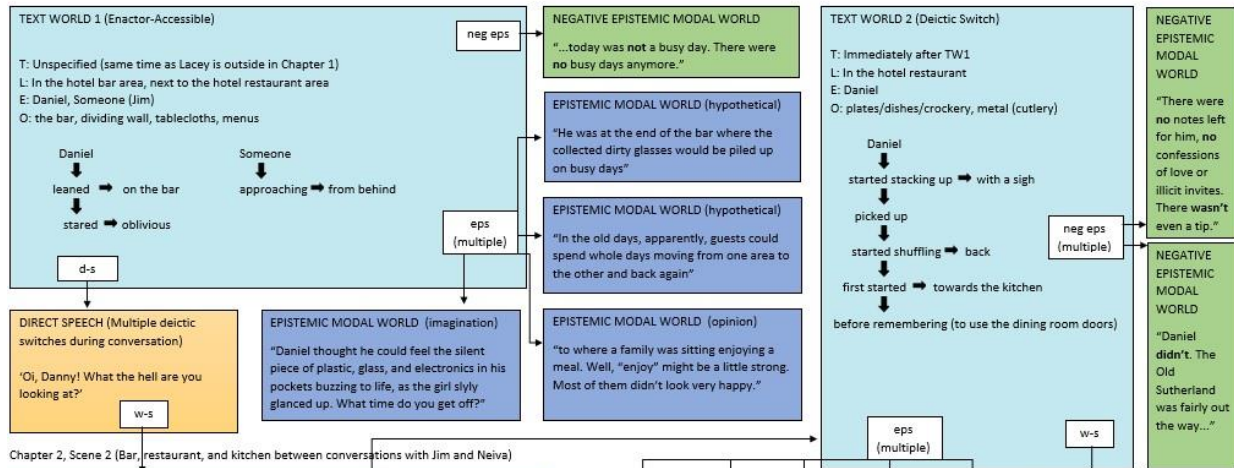 TEXT WORLD 1 (Enactor-Accessible)
T: Unspecified (same time as Lacey is outside in Chapter 1)
L: In the hotel bar area, next to the hotel restaurant area
E: Daniel, Someone (Jim)
O: the bar, dividing wall, tablecloths, menus
Daniel
leaned
on the bar
stared
oblivious
Someone
approaching
from behind
neg eps
eps
(multiple)
d-s
NEGATIVE EPISTEMIC MODAL WORLD
“...today was not a busy day. There were
no busy days anymore.”
EPISTEMIC MODAL WORLD (hypothetical)
“He was at the end of the bar where the
collected dirty glasses would be piled up
on busy days”
EPISTEMIC MODAL WORLD (hypothetical)
“In the old days, apparently, guests could
spend whole days moving from one area to
the other and back again”
DIRECT SPEECH (Multiple deictic
switches during conversation)
‘Oi, Danny! What the hell are you
looking at?’
w-s
EPISTEMIC MODAL WORLD (imagination)
“Daniel thought he could feel the silent
piece of plastic, glass, and electronics in his
pockets buzzing to life, as the girl slyly
glanced up. What time do you get off?”
EPISTEMIC MODAL WORLD (opinion)
“to where a family was sitting enjoying a
meal. Well, “enjoy” might be a little strong.
Most of them didn’t look very happy.”
TEXT WORLD 2 (Deictic Switch)
T: Immediately after TW1
L: In the hotel restaurant
E: Daniel
O: plates/dishes/crockery, metal (cutlery)
Daniel
started stacking up
with a sigh
picked up
started shuffling
back
first started
towards the kitchen
before remembering (to use the dining room doors)
neg eps
(multiple)
eps
(multiple)
w-s
NEGATIVE
EPISTEMIC
MODAL
WORLD
“There were
no notes left
for him, no
confessions
of love or
illicit invites.
There wasn’t
even a tip.”
NEGATIVE
EPISTEMIC
MODAL
WORLD
“Daniel
didn’t. The
Old
Sutherland
was fairly out
the way...”
Chapter 2, Scene 2 (Bar, restaurant, and kitchen between conversations with Jim and Neiva)